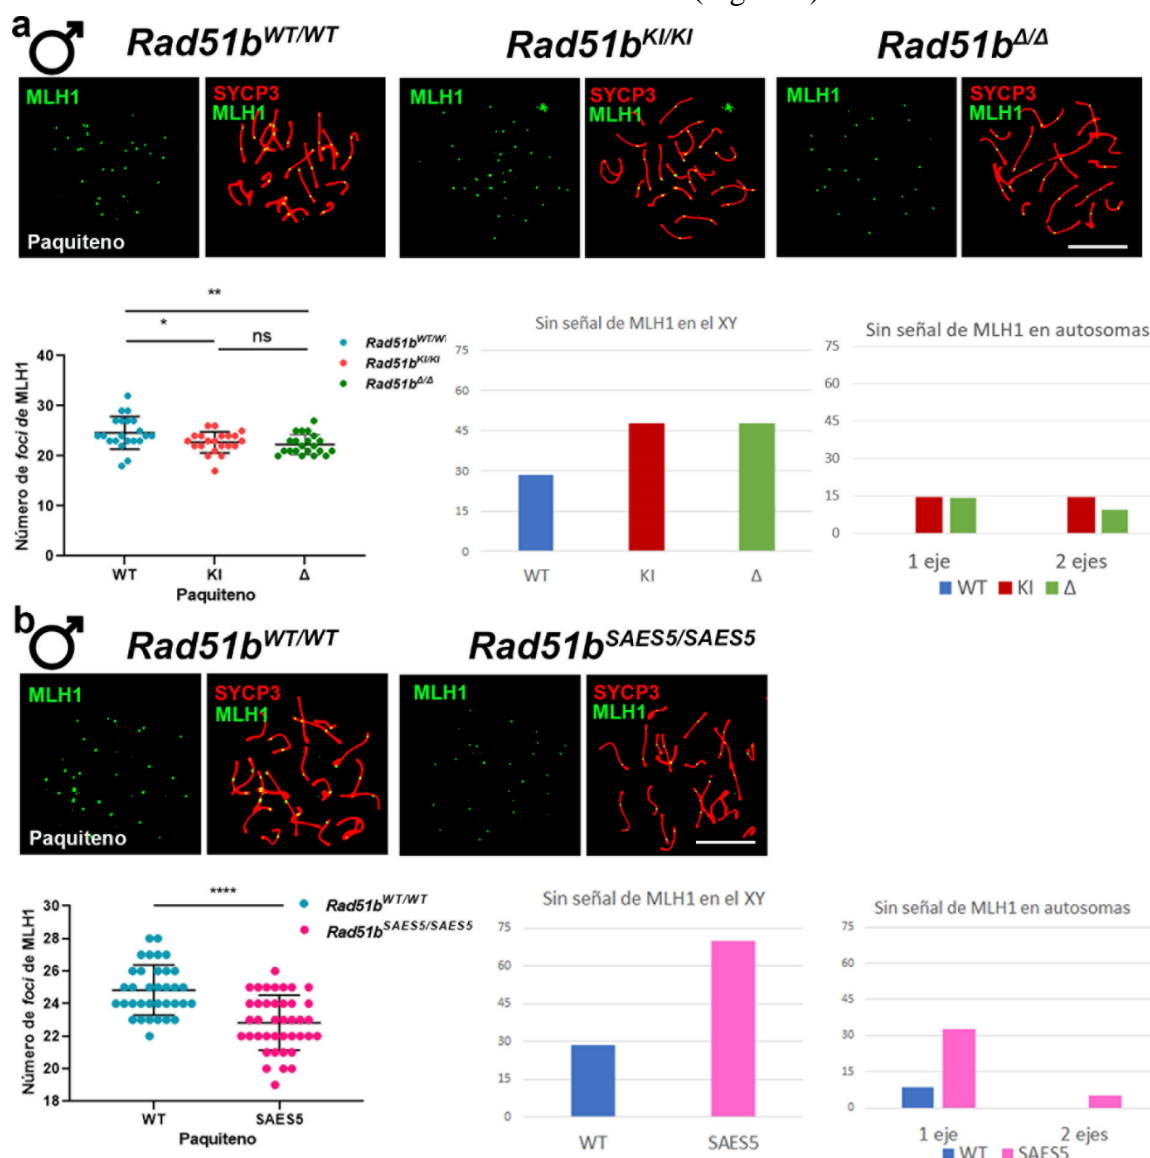 a
Rad51b^WT/WT
Rad51b^KI/KI
Rad51b^Δ/Δ
MLH1
SYCP3
MLH1
MLH1
SYCP3
MLH1
MLH1
SYCP3
MLH1
Paquiteno
**
*
ns
Rad51b^WT/W
Rad51b^KI/KI
Rad51b^Δ/Δ
Número de foci de MLH1
40
30
20
10
0
WT KI Δ
Paquiteno
Sin señal de MLH1 en el XY
75
60
45
30
15
0
WT KI Δ
Sin señal de MLH1 en autosomas
75
60
45
30
15
0
1 eje 2 ejes
WT KI Δ
b
Rad51b^WT/WT
Rad51b^SAES5/SAES5
MLH1
SYCP3
MLH1
MLH1
SYCP3
MLH1
Paquiteno
****
Rad51b^WT/WT
Rad51b^SAES5/SAES5
Número de foci de MLH1
30
28
26
24
22
20
18
WT SAES5
Paquiteno
Sin señal de MLH1 en el XY
75
60
45
30
15
0
WT SAES5
Sin señal de MLH1 en autosomas
75
60
45
30
15
0
1 eje 2 ejes
WT SAES5